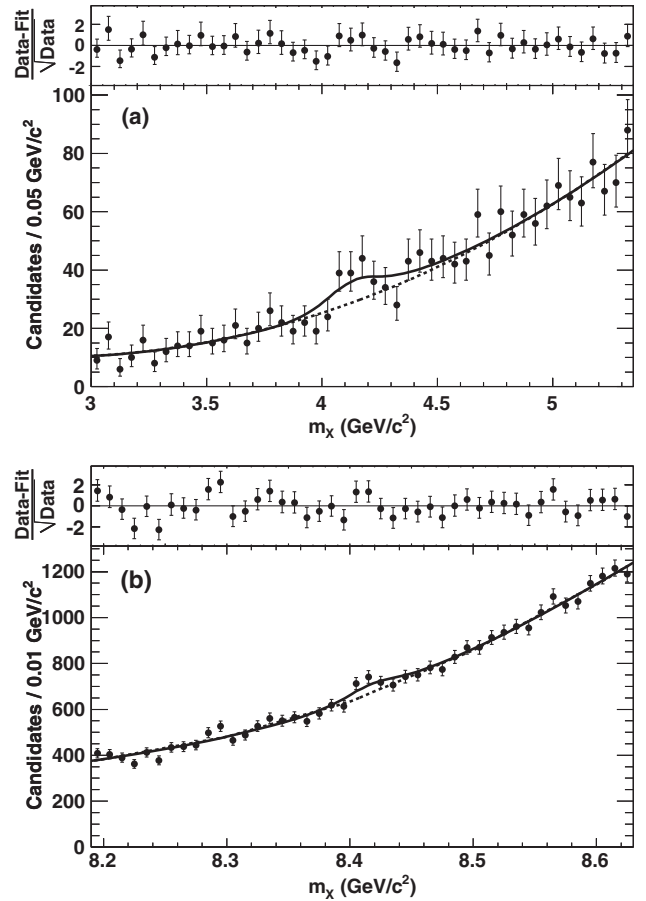 Data-Fit
√Data
2
0
-2
(a)
Candidates / 0.05 GeV/c²
100
80
60
40
20
0
3 3.5 4 4.5 5
mX (GeV/c²)
Data-Fit
√Data
2
0
-2
(b)
Candidates / 0.01 GeV/c²
1200
1000
800
600
400
200
0
8.2 8.3 8.4 8.5 8.6
mX (GeV/c²)